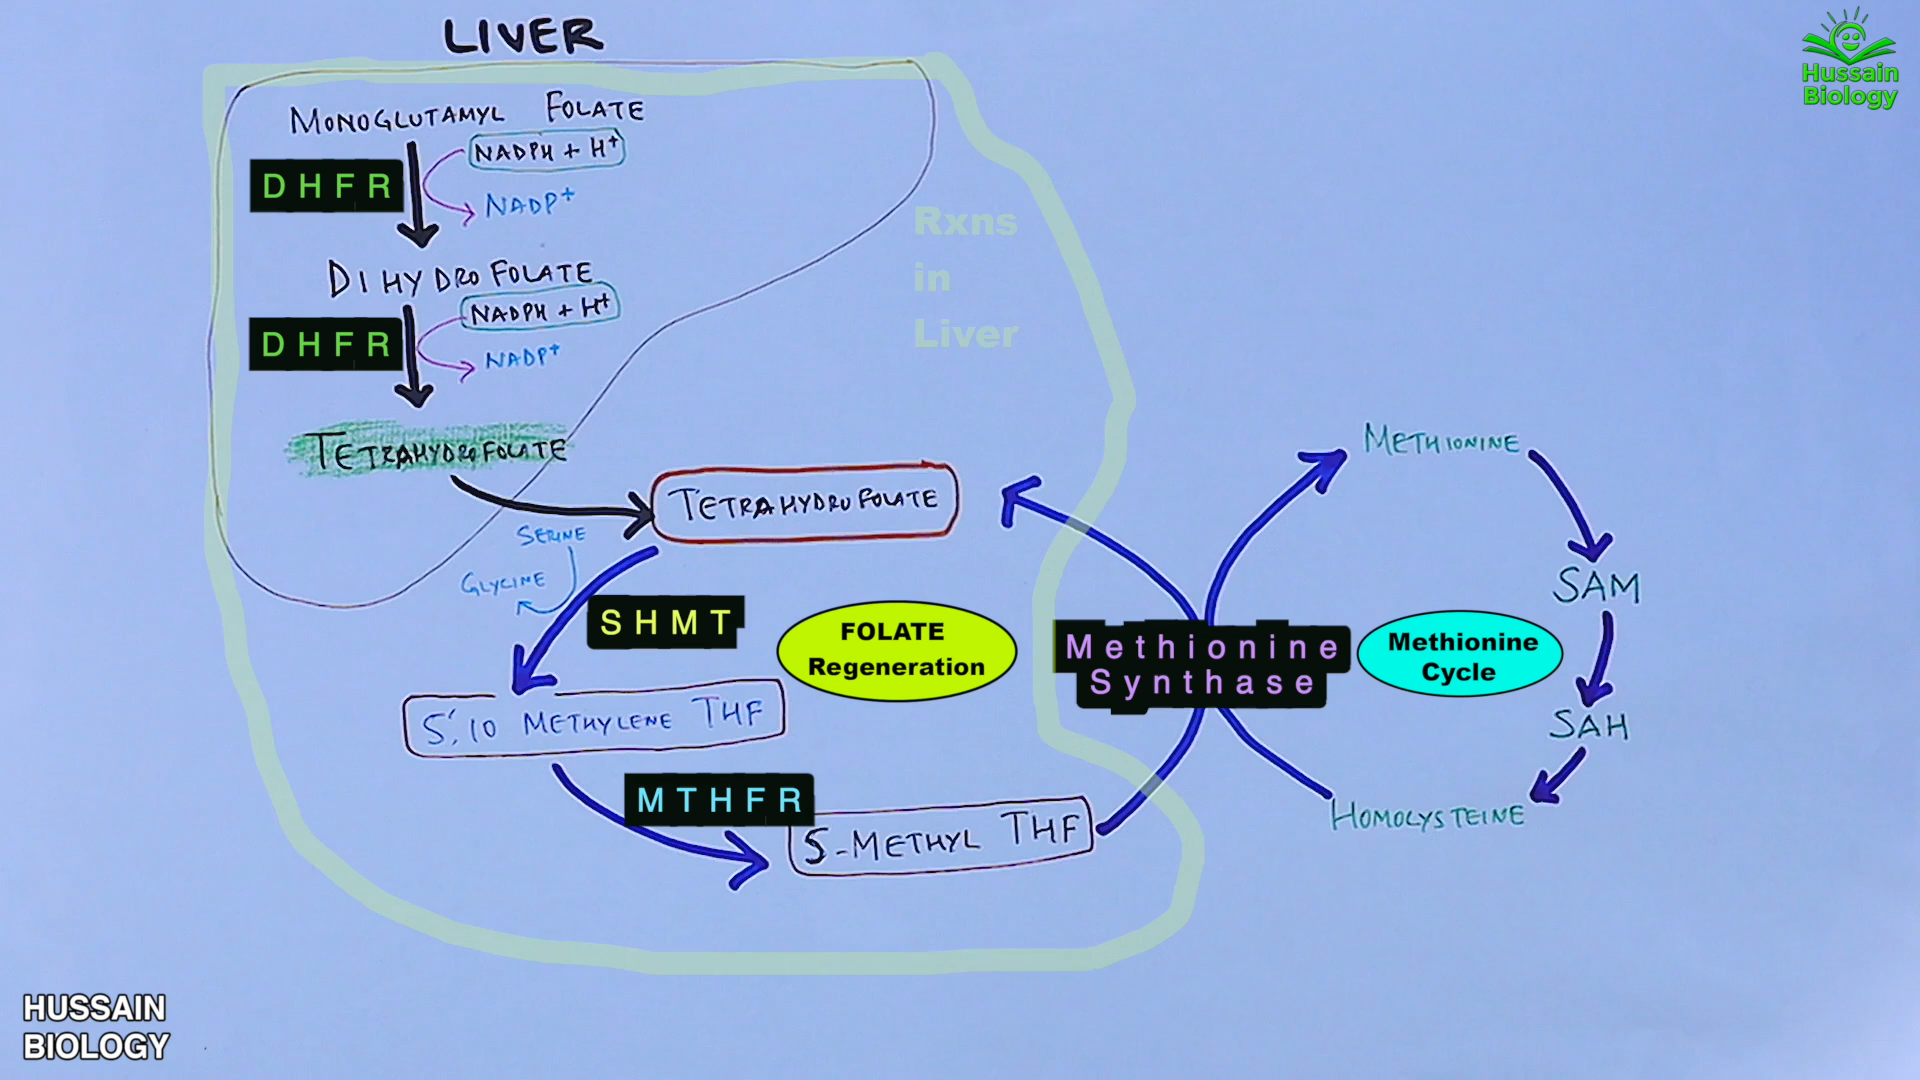 LIVER
Hussain
Biology
MONOGLUTAMYL FOLATE
NADPH + H+
DHFR
NADP+
DIHYDROFOLATE
NADPH + H+
DHFR
NADP+
TETRAHYDROFOLATE
Rxns
in
Liver
TETRAHYDROFOLATE
SERINE
GLYCINE
SHMT
FOLATE
Regeneration
5,10 METHYLENE THF
MTHFR
5-METHYL THF
Methionine
Synthase
METHIONINE
SAM
Methionine
Cycle
SAH
HOMOLYSTEINE
HUSSAIN
BIOLOGY